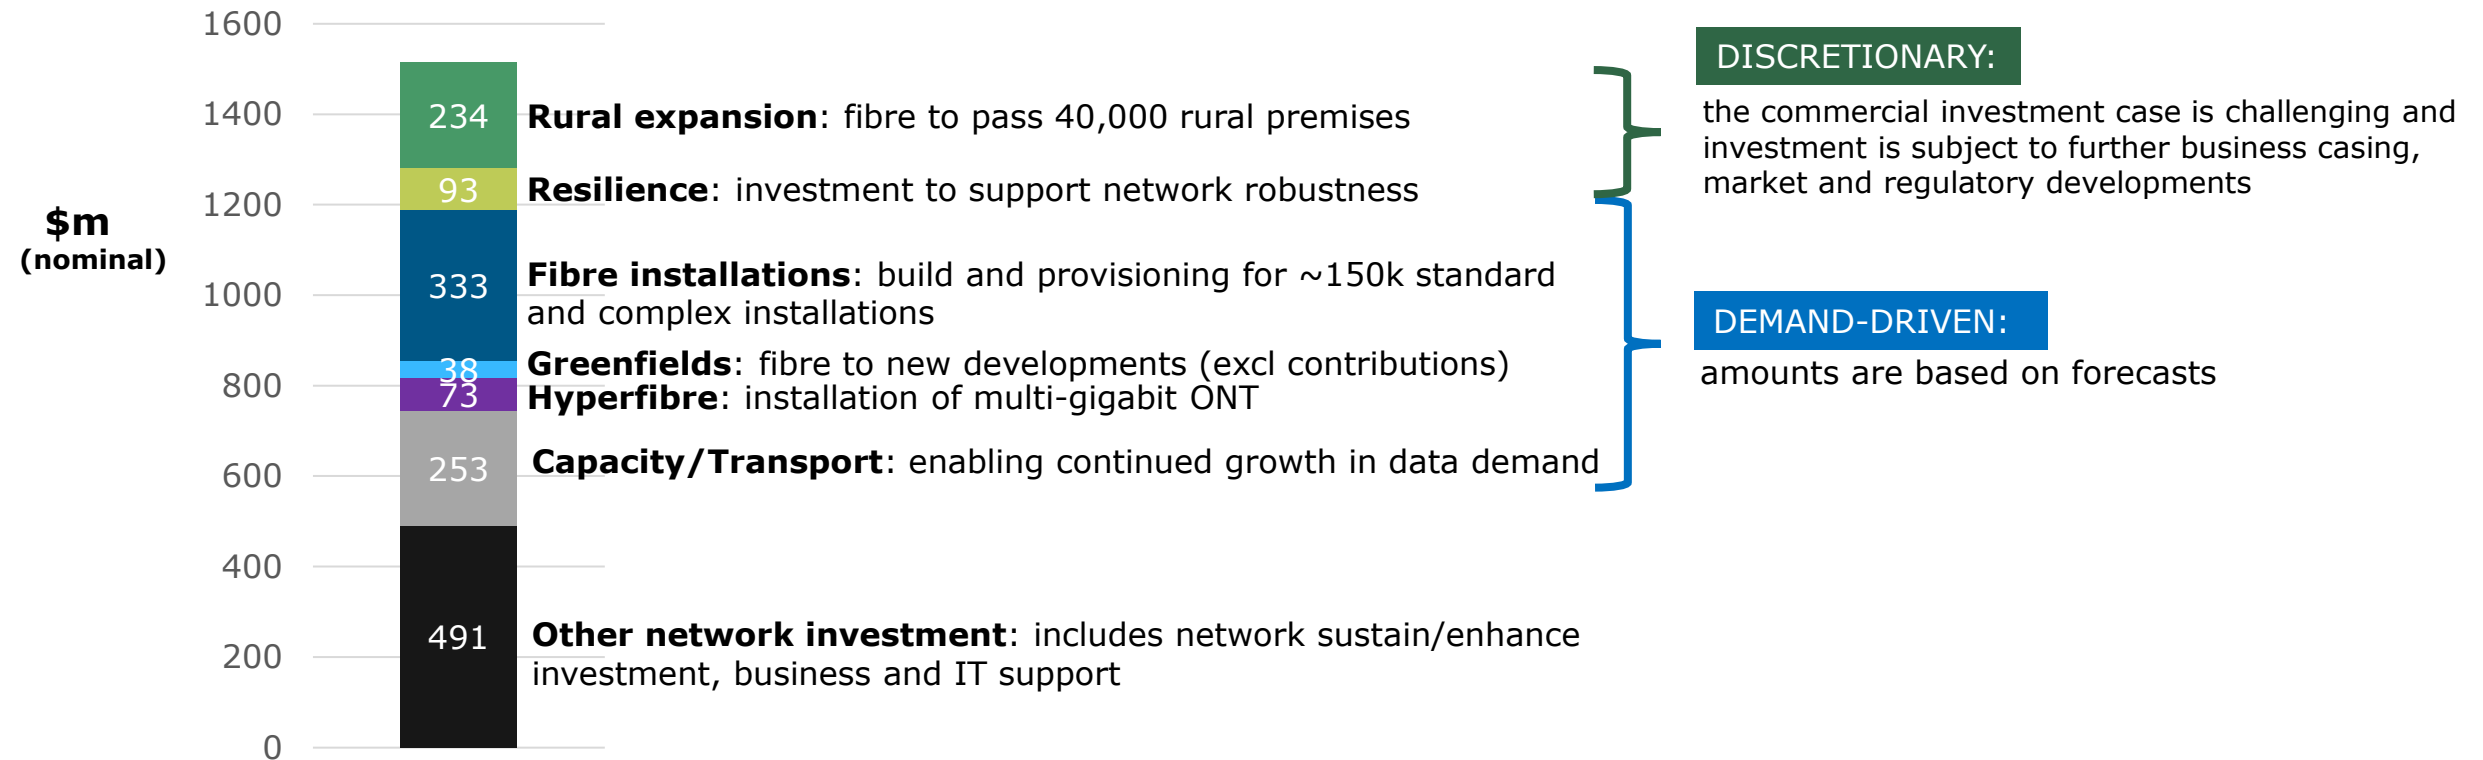 $m
(nominal)
1600
1400
1200
1000
800
600
400
200
0
234
93
333
38
73
253
491
Rural expansion: fibre to pass 40,000 rural premises
Resilience: investment to support network robustness
Fibre installations: build and provisioning for ~150k standard
and complex installations
Greenfields: fibre to new developments (excl contributions)
Hyperfibre: installation of multi-gigabit ONT
Capacity/Transport: enabling continued growth in data demand
Other network investment: includes network sustain/enhance
investment, business and IT support
DISCRETIONARY:
the commercial investment case is challenging and
investment is subject to further business casing,
market and regulatory developments
DEMAND-DRIVEN:
amounts are based on forecasts